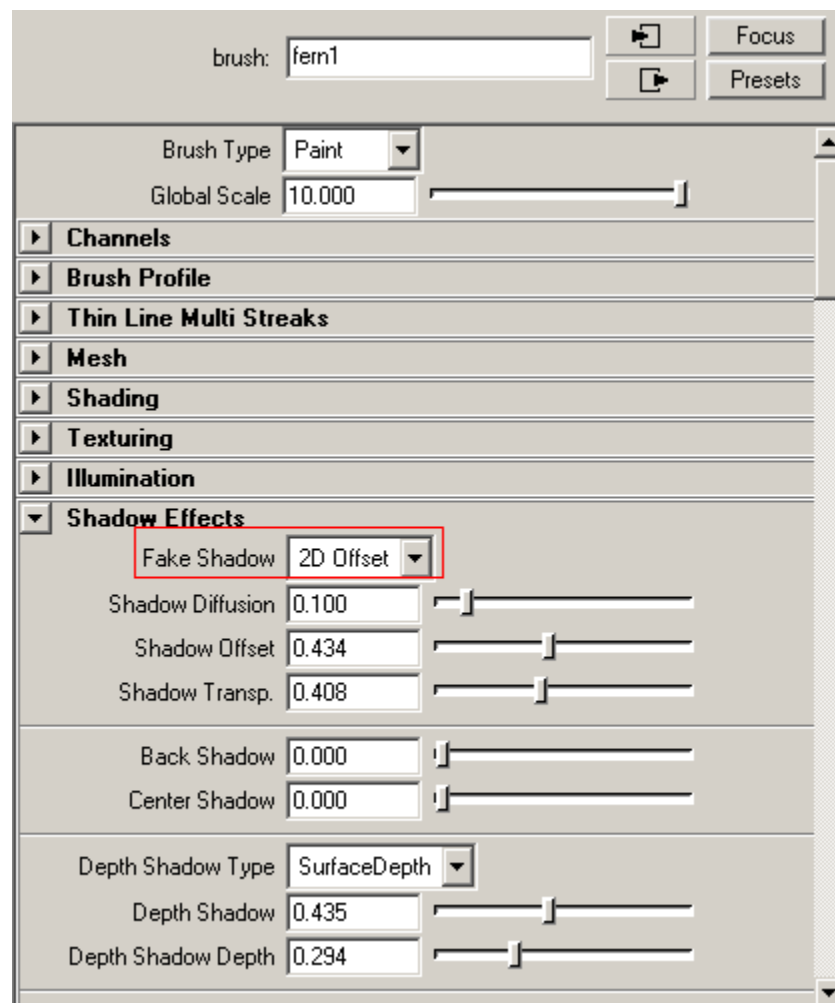 brush: fern1 Focus
Presets
Brush Type Paint
Global Scale 10.000
Channels
Brush Profile
Thin Line Multi Streaks
Mesh
Shading
Texturing
Illumination
Shadow Effects
Fake Shadow 2D Offset
Shadow Diffusion 0.100
Shadow Offset 0.434
Shadow Transp. 0.408
Back Shadow 0.000
Center Shadow 0.000
Depth Shadow Type SurfaceDepth
Depth Shadow 0.435
Depth Shadow Depth 0.294